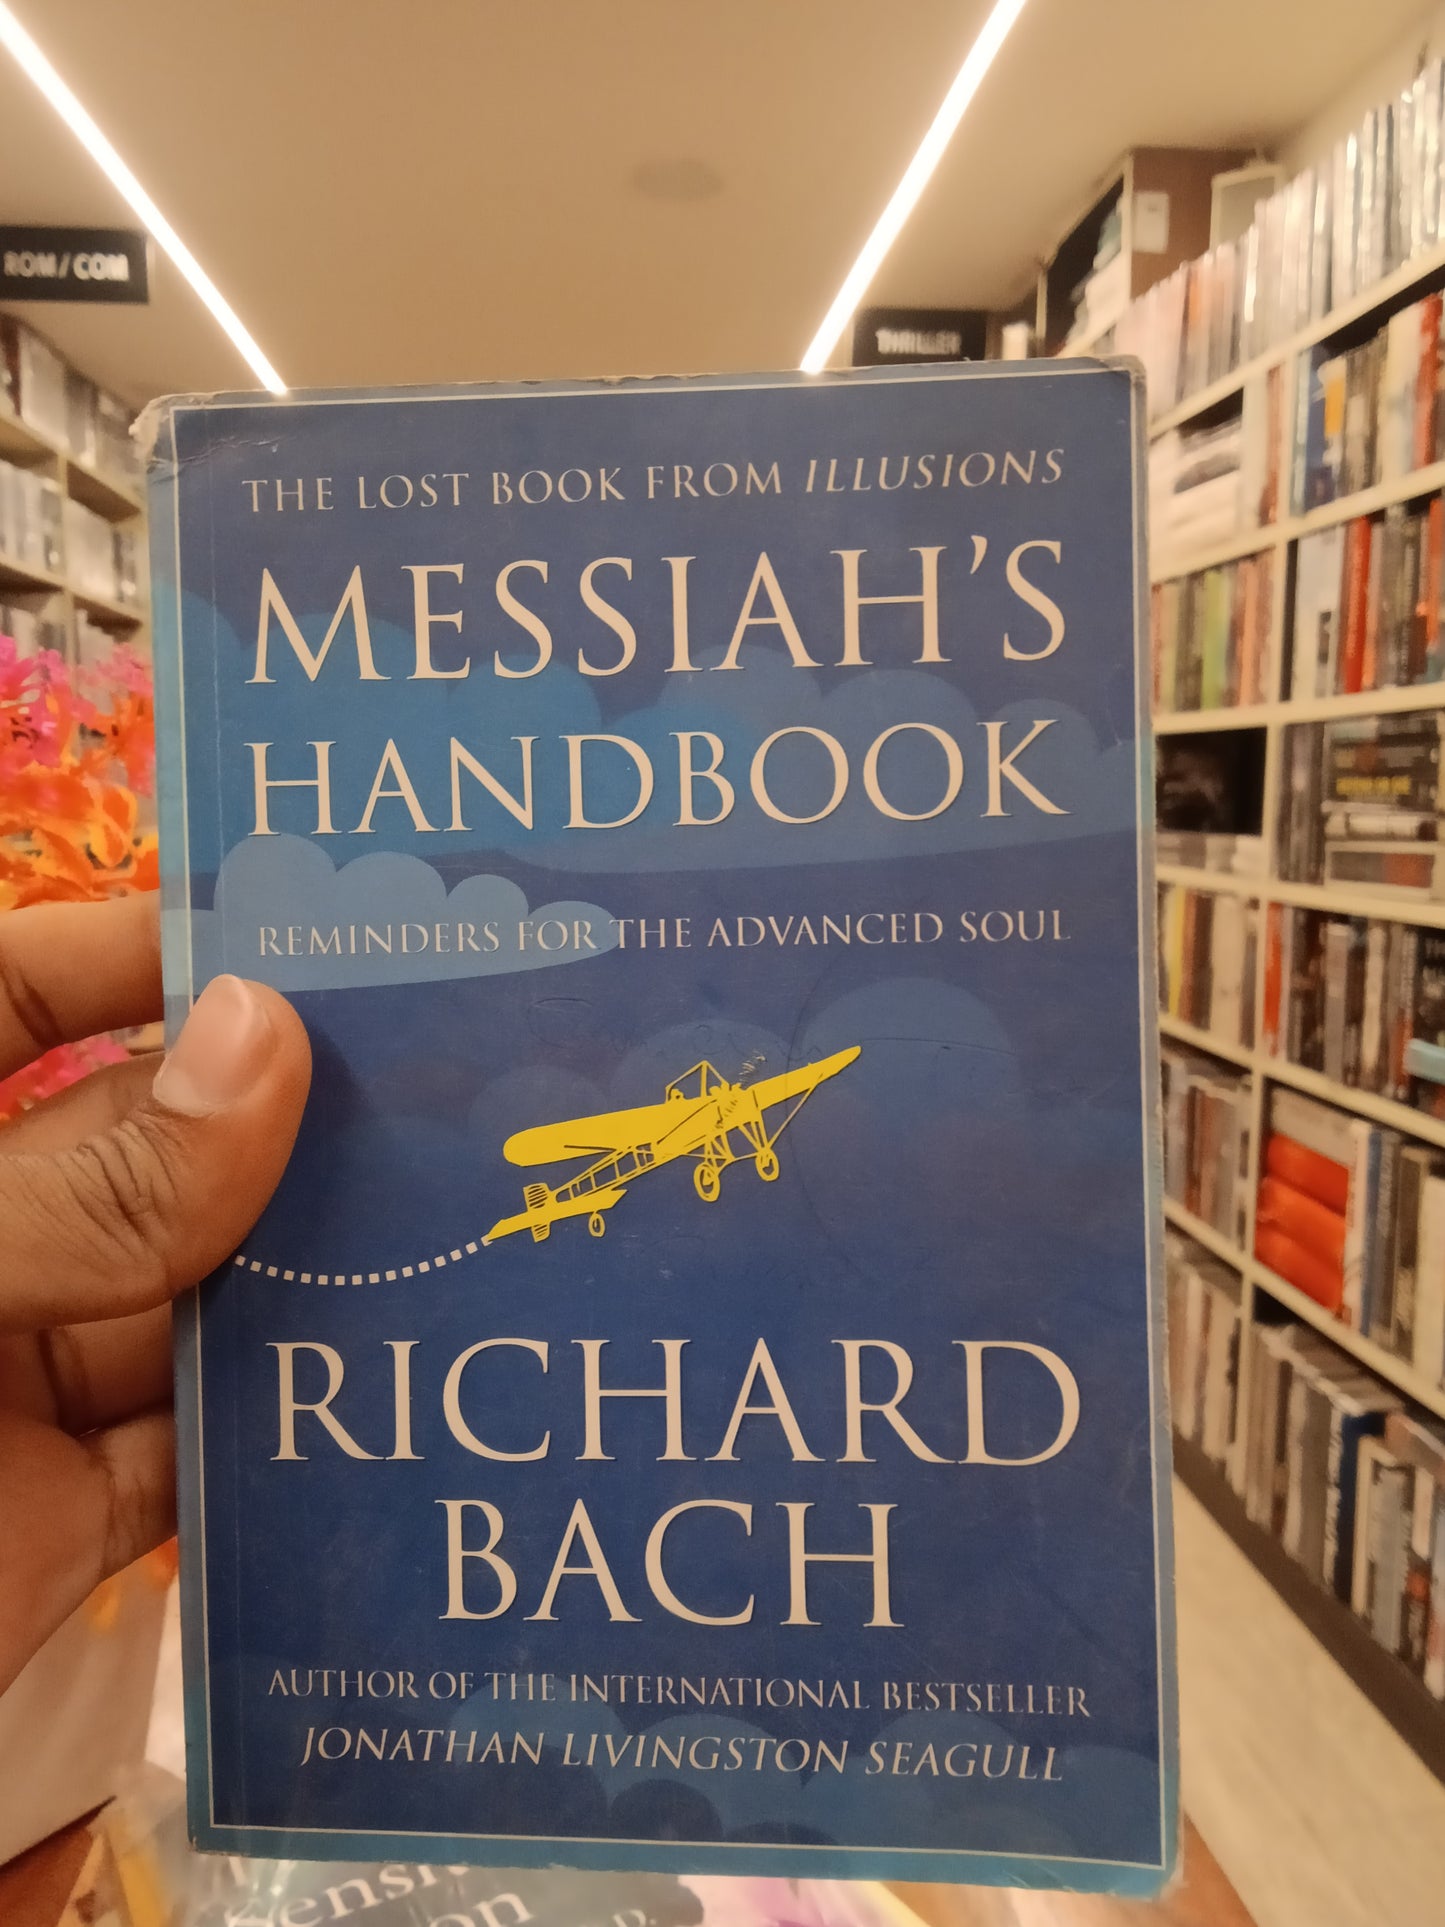 ROM/COM
THRILLER
THE LOST BOOK FROM ILLUSIONS
MESSIAH'S
HANDBOOK
REMINDERS FOR THE ADVANCED SOUL
RICHARD
BACH
AUTHOR OF THE INTERNATIONAL BESTSELLER
JONATHAN LIVINGSTON SEAGULL